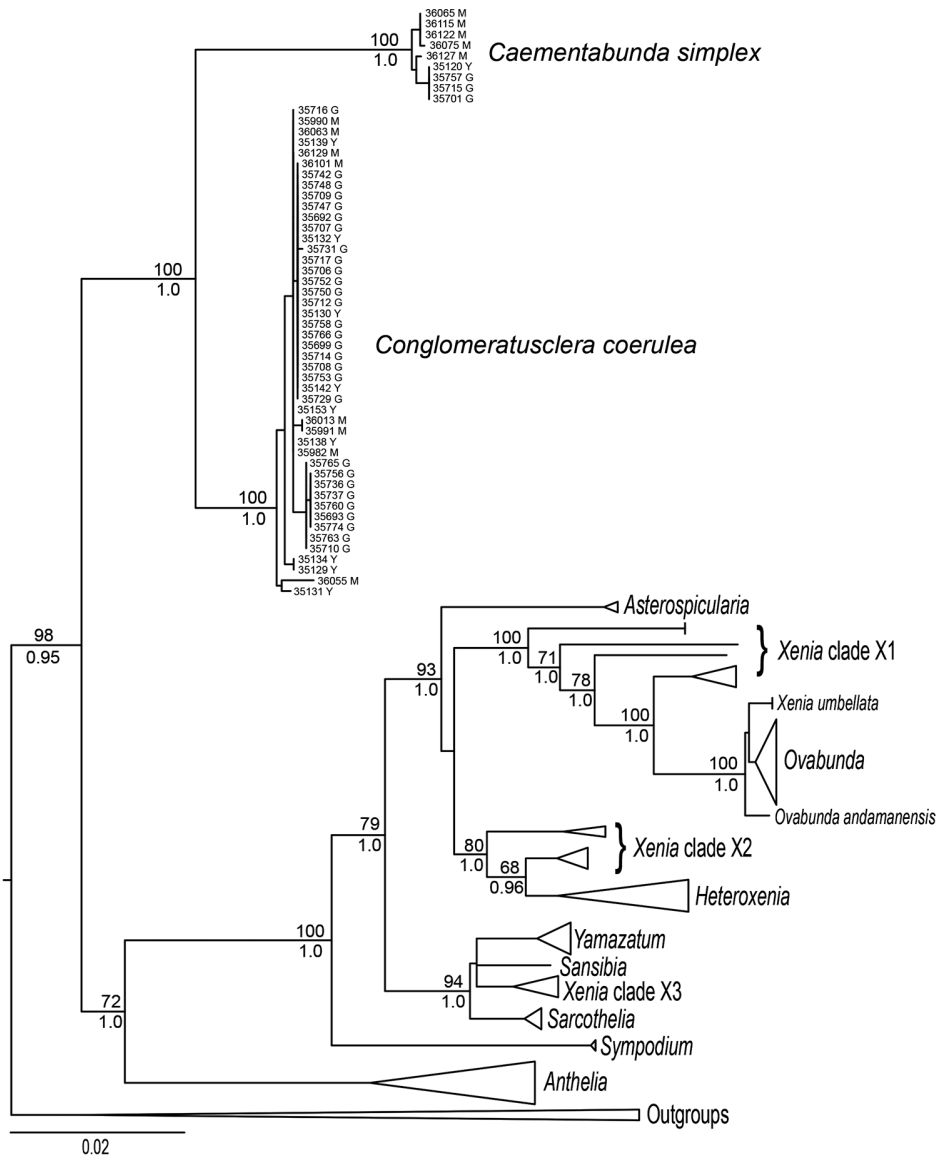 36065 M
36115 M
36122 M
36075 M
36127 M
35120 Y
35757 G
35715 G
35701 G
100
1.0
Caementabunda simplex
35716 G
35990 M
36063 M
35139 Y
36129 M
36101 M
35742 G
35748 G
35709 G
35747 G
35692 G
35707 G
35132 Y
35731 G
35717 G
35706 G
35752 G
35750 G
35712 G
35130 Y
35758 G
35766 G
35699 G
35714 G
35708 G
35753 G
35142 Y
35729 G
35153 Y
36013 M
35991 M
35138 Y
35982 M
35765 G
35756 G
35736 G
35737 G
35760 G
35693 G
35774 G
35763 G
35710 G
35134 Y
35129 Y
36055 M
35131 Y
100
1.0
Conglomeratusclera coerulea
100
1.0
98
0.95
Asterospicularia
100
1.0
71
1.0
78
1.0
Xenia clade X1
93
1.0
100
1.0
Xenia umbellata
100
1.0
Ovabunda
Ovabunda andamanensis
79
1.0
80
1.0
68
0.96
Xenia clade X2
Heteroxenia
100
1.0
Yamazatum
Sansibia
94
1.0
Xenia clade X3
Sarcothelia
72
1.0
Sympodium
Anthelia
Outgroups
0.02